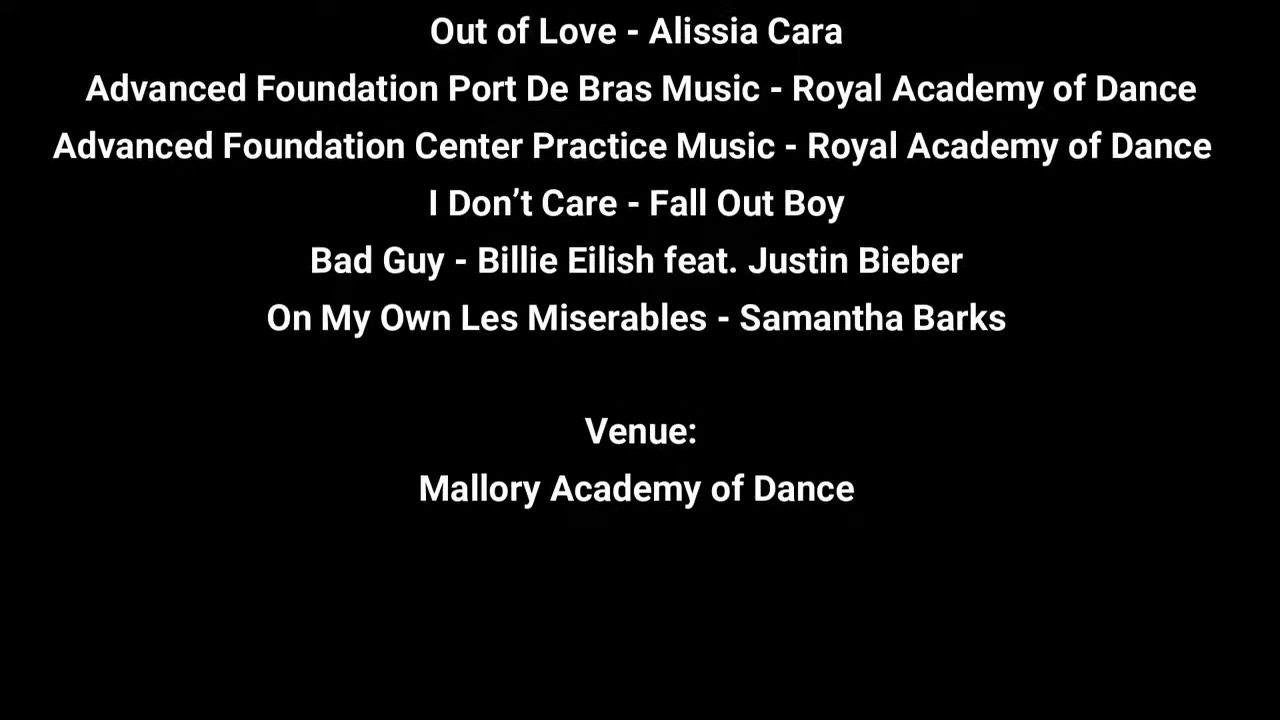 Out of Love - Alissia Cara
Advanced Foundation Port De Bras Music - Royal Academy of Dance
Advanced Foundation Center Practice Music - Royal Academy of Dance
I Don’t Care - Fall Out Boy
Bad Guy - Billie Eilish feat. Justin Bieber
On My Own Les Miserables - Samantha Barks
Venue:
Mallory Academy of Dance